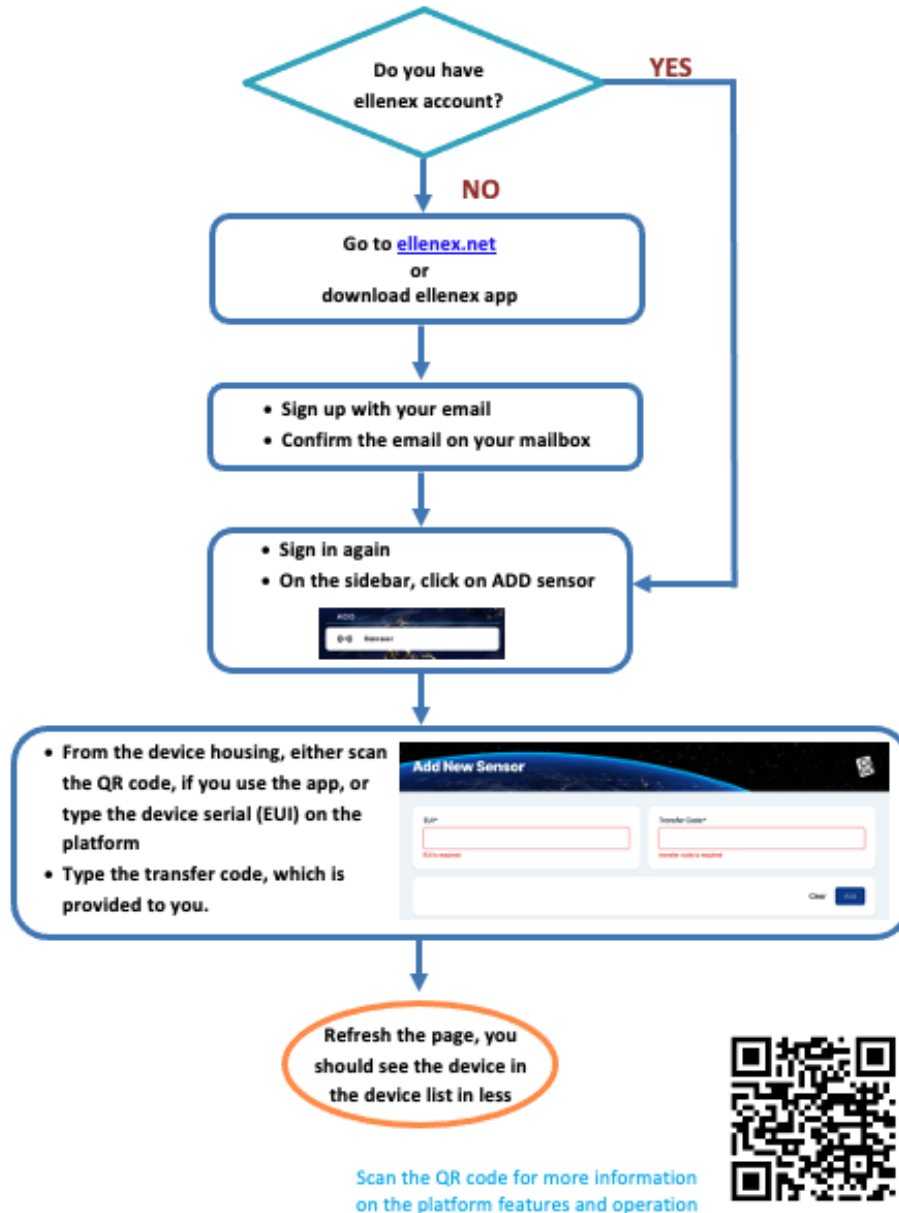 Do you have
ellenex account?
YES
NO
Go to ellenex.net
or
download ellenex app
• Sign up with your email
• Confirm the email on your mailbox
• Sign in again
• On the sidebar, click on ADD sensor
ADD
Sensor
• From the device housing, either scan
the QR code, if you use the app, or
type the device serial (EUI) on the
platform
• Type the transfer code, which is
provided to you.
Add New Sensor
EUI*
EUI is required
Transfer Code*
transfer code is required
Clear
Add
Refresh the page, you
should see the device in
the device list in less
Scan the QR code for more information
on the platform features and operation